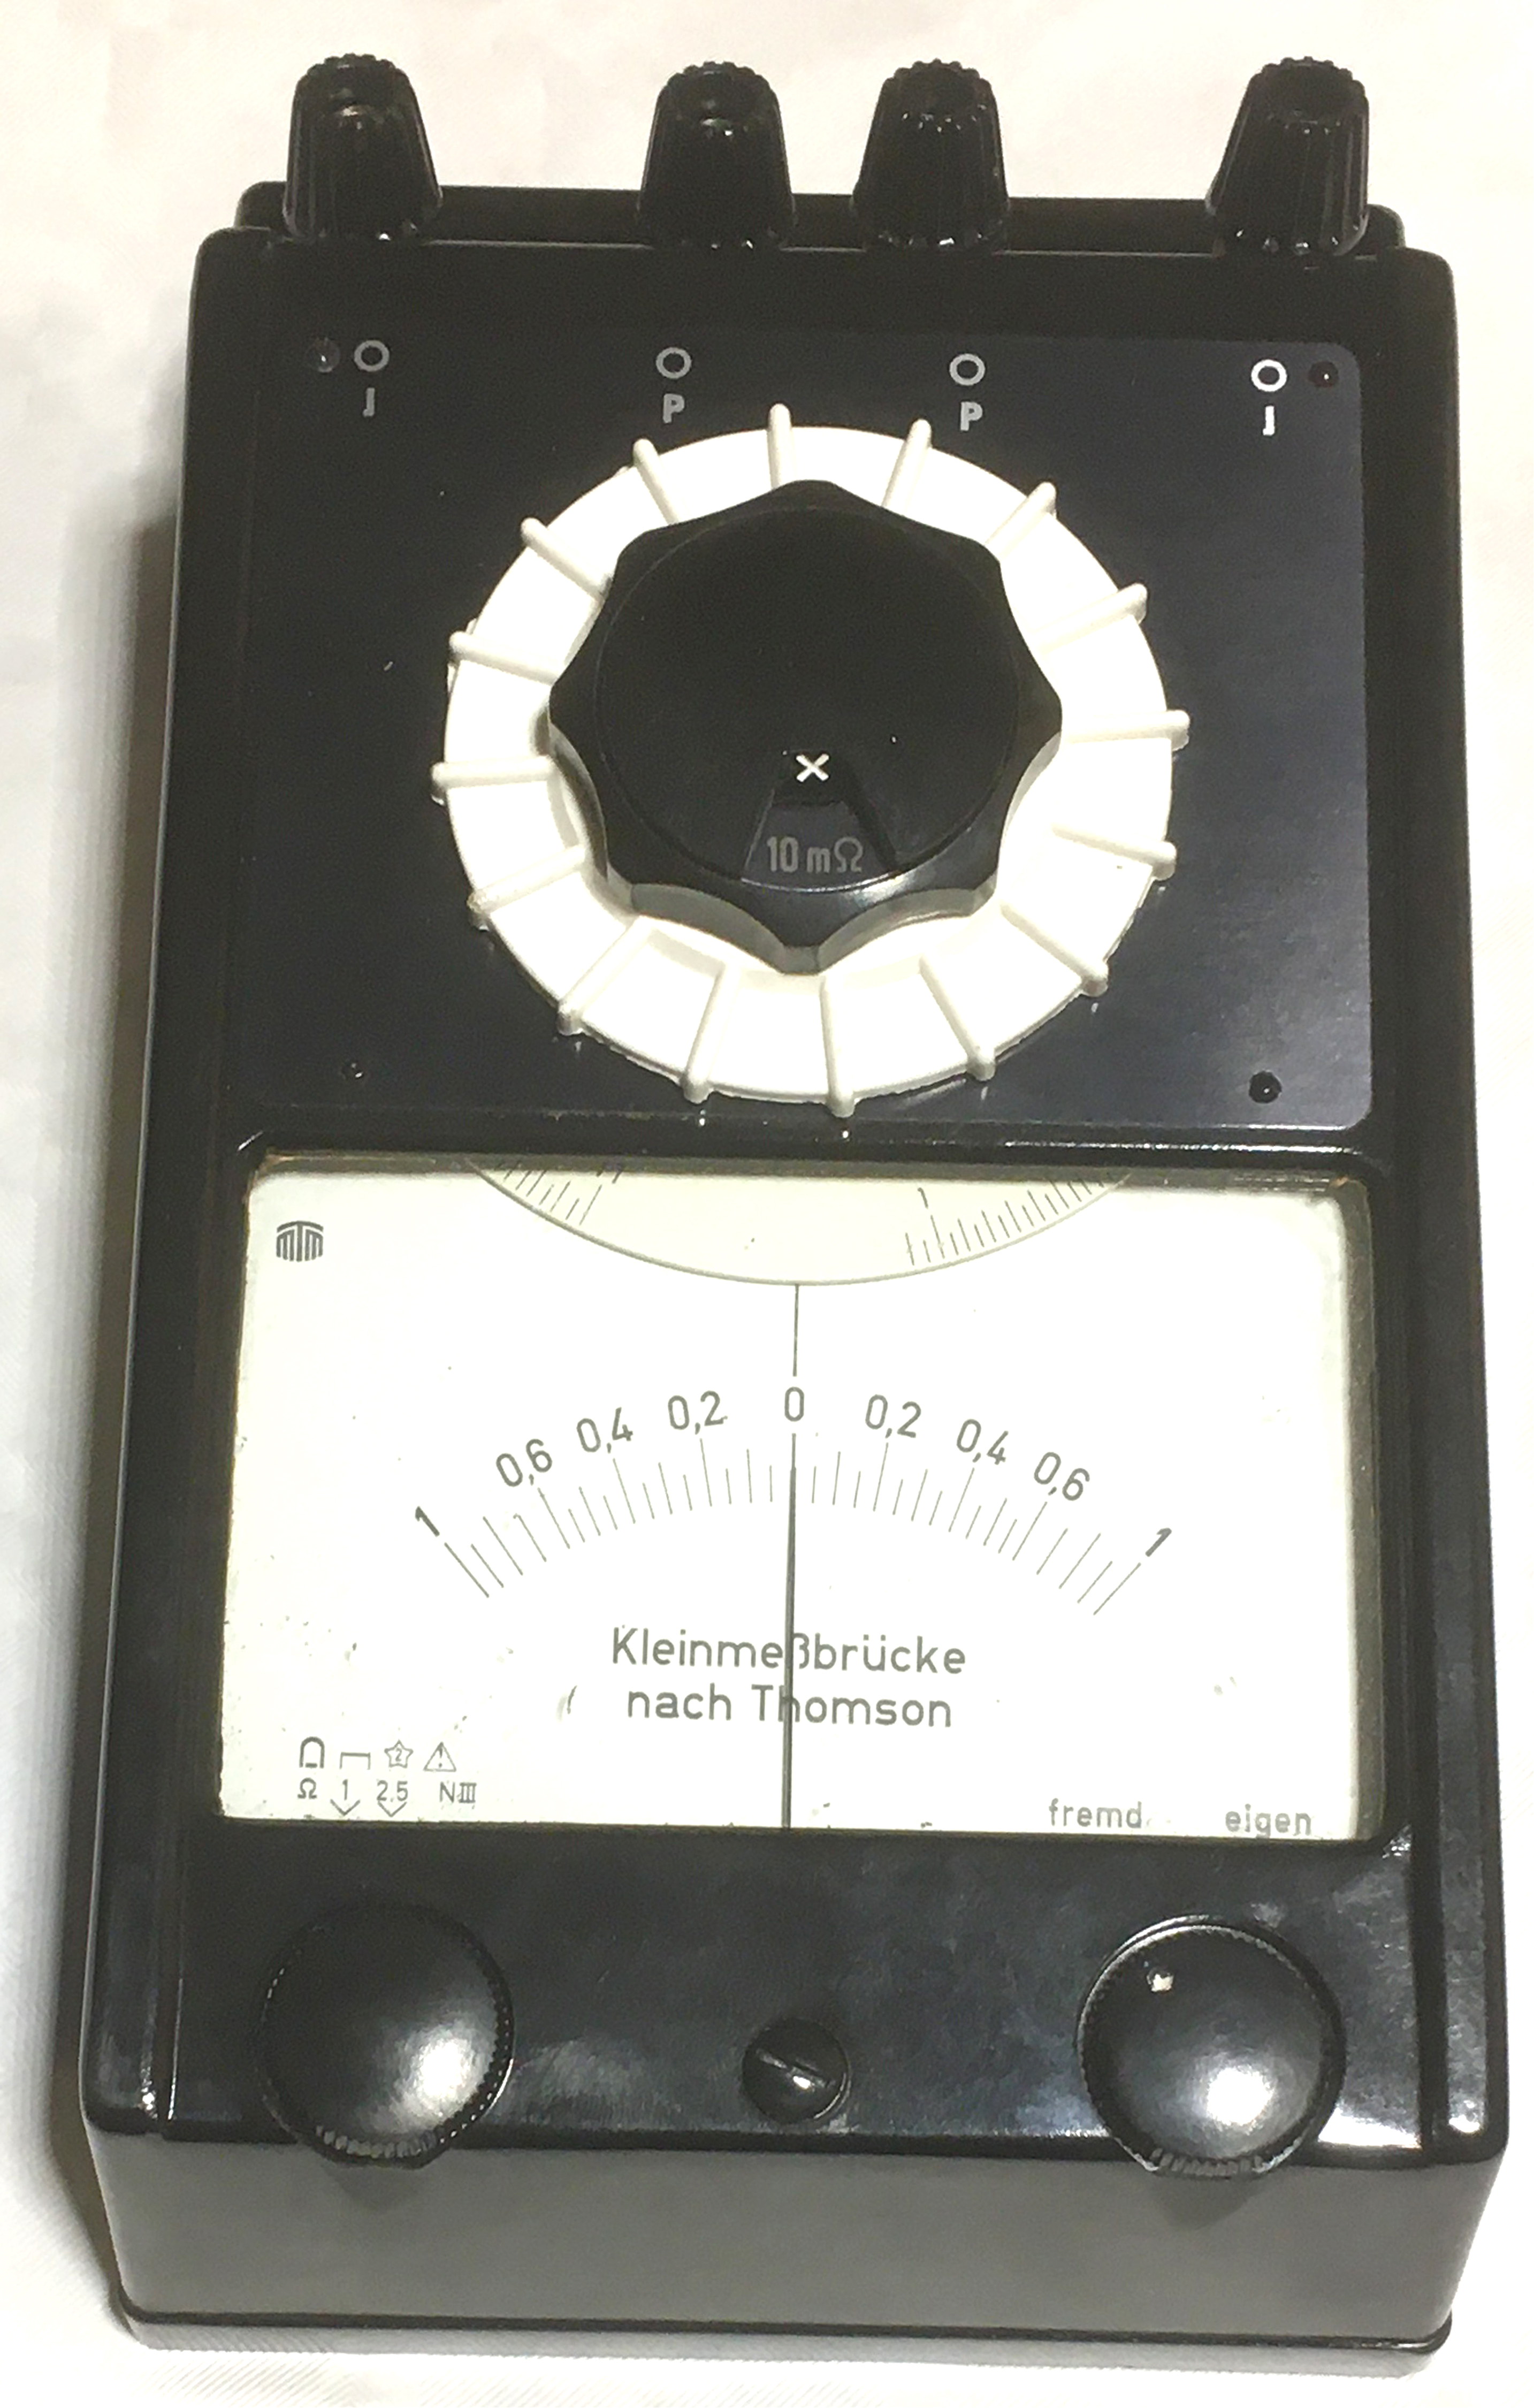 J P P J
×
10 mΩ
1 1
mTm
1 0,6 0,4 0,2 0 0,2 0,4 0,6 1
Kleinmeßbrücke
nach Thomson
2
Ω 1 2,5 NIII
fremd eigen